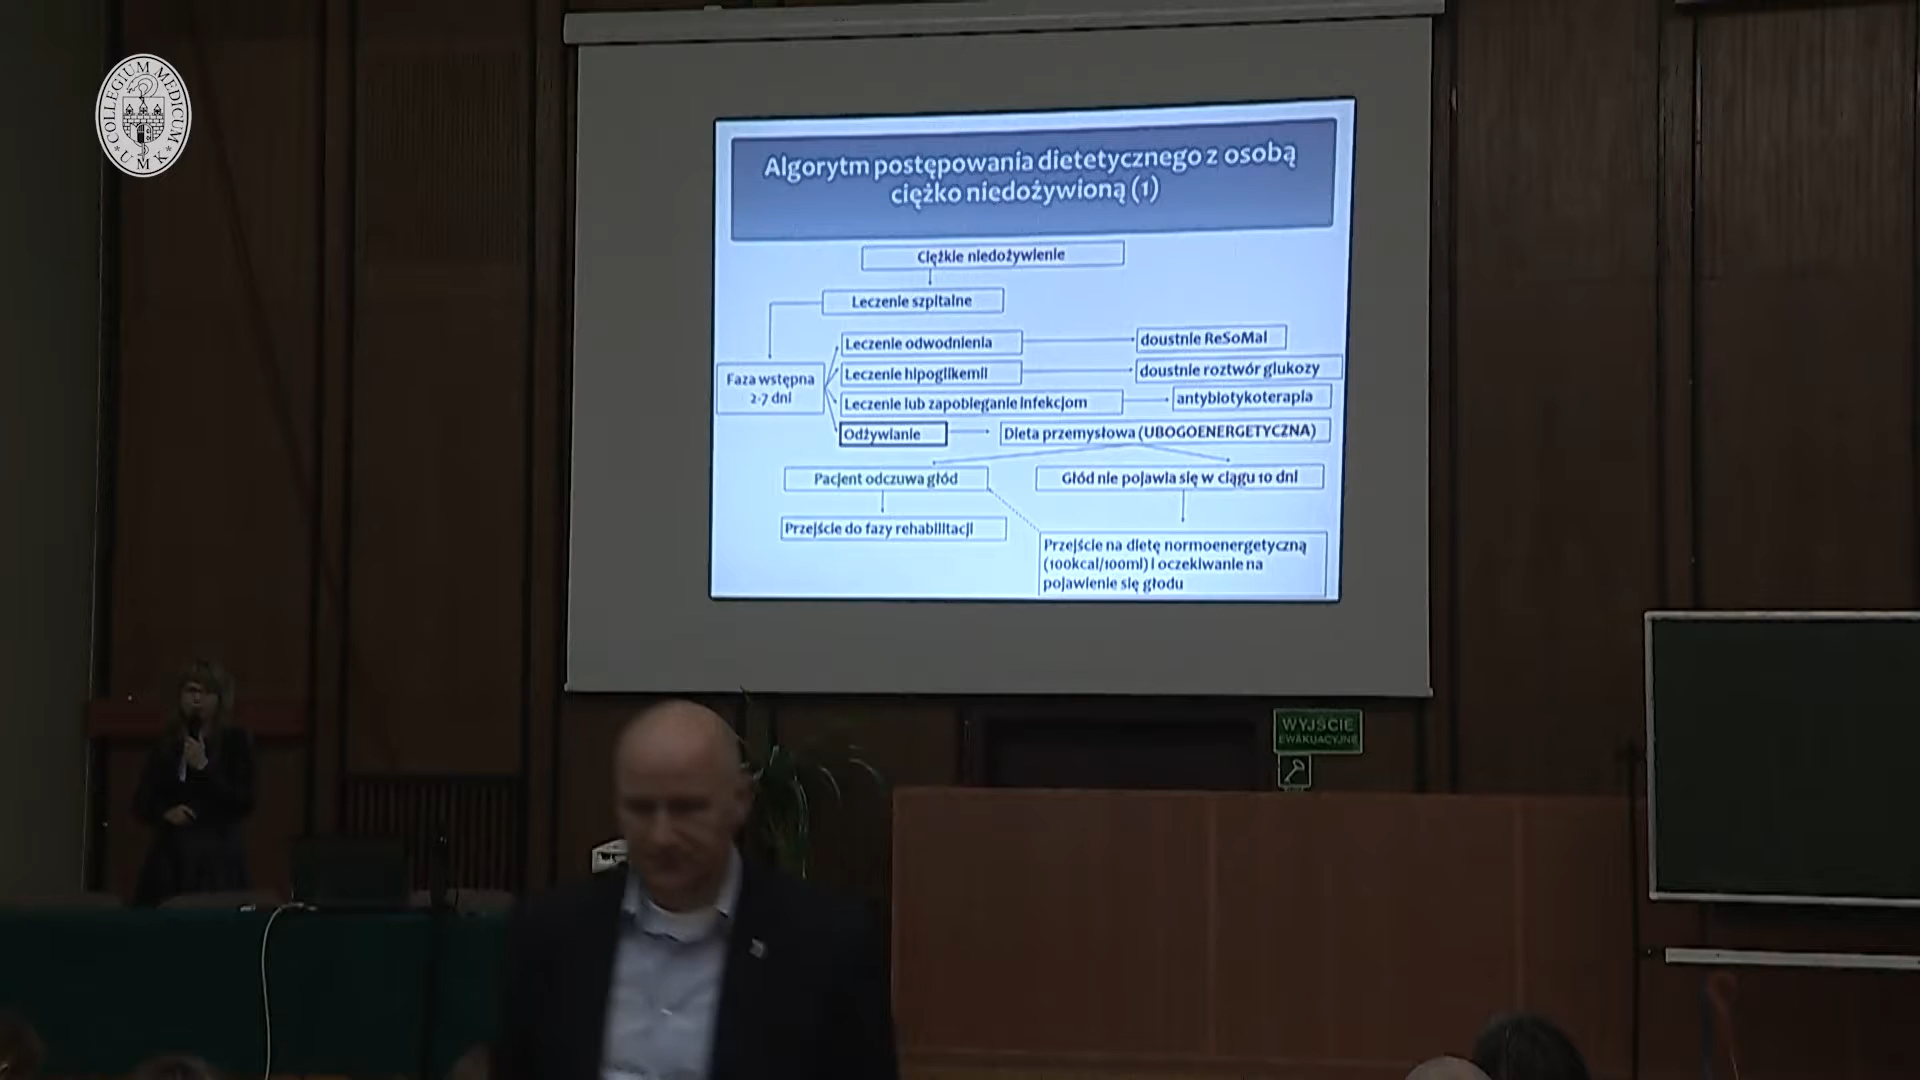 COLLEGIUM MEDICUM
* UMK *
Algorytm postępowania dietetycznego z osobą
ciężko niedożywioną (1)
Ciężkie niedożywienie
Leczenie szpitalne
Faza wstępna
2-7 dni
Leczenie odwodnienia
doustnie ReSoMal
Leczenie hipoglikemii
doustnie roztwór glukozy
Leczenie lub zapobieganie infekcjom
antybiotykoterapia
Odżywianie
Dieta przemysłowa (UBOGOENERGETYCZNA)
Pacjent odczuwa głód
Głód nie pojawia się w ciągu 10 dni
Przejście do fazy rehabilitacji
Przejście na dietę normoenergetyczną
(100kcal/100ml) i oczekiwanie na
pojawienie się głodu
WYJŚCIE
EWAKUACYJNE